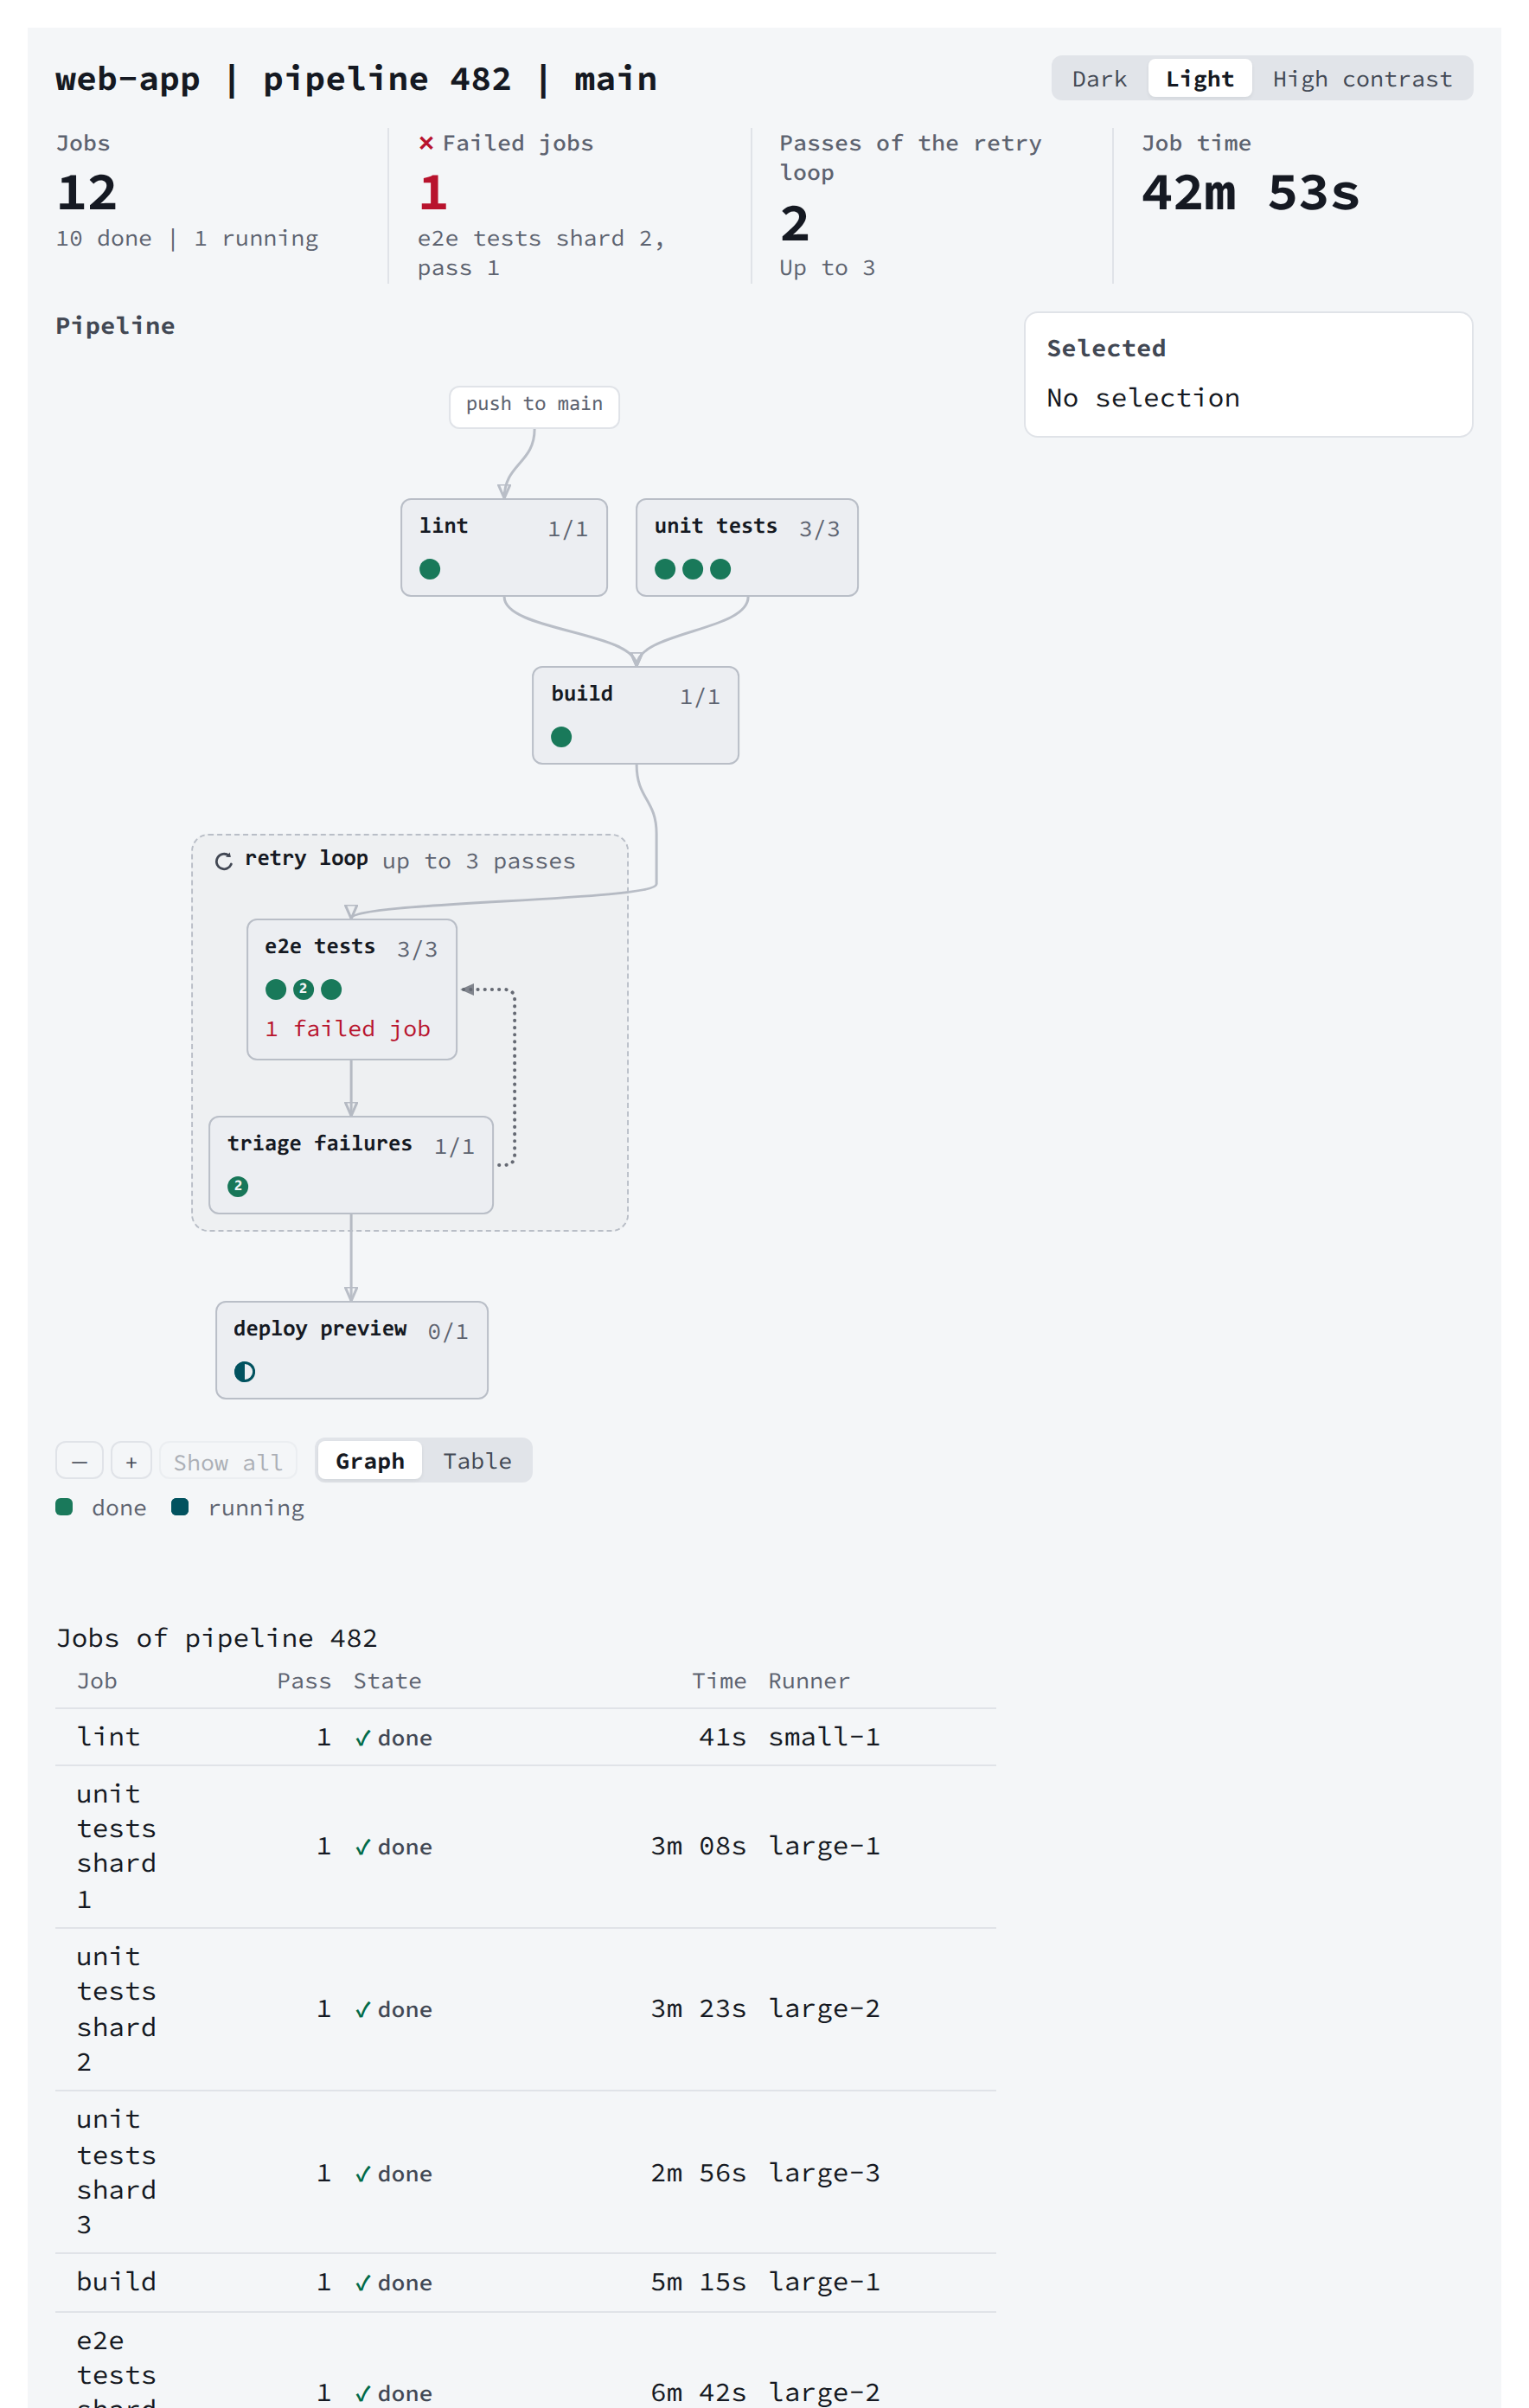 web-app | pipeline 482 | main
Dark Light High contrast
Jobs
12
10 done | 1 running
× Failed jobs
1
e2e tests shard 2,
pass 1
Passes of the retry
loop
2
Up to 3
Job time
42m 53s
Pipeline
Selected
No selection
push to main
lint 1/1
unit tests 3/3
build 1/1
retry loop up to 3 passes
e2e tests 3/3
2
1 failed job
triage failures 1/1
2
deploy preview 0/1
— + Show all Graph Table
done running
Jobs of pipeline 482
Job Pass State Time Runner
lint 1 ✓ done 41s small-1
unit
tests
shard
1
1 ✓ done 3m 08s large-1
unit
tests
shard
2
1 ✓ done 3m 23s large-2
unit
tests
shard
3
1 ✓ done 2m 56s large-3
build 1 ✓ done 5m 15s large-1
e2e
tests
1 ✓ done 6m 42s large-2